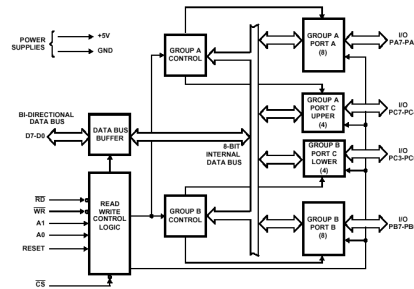 POWER
SUPPLIES
+5V
GND
BI-DIRECTIONAL
DATA BUS
D7-D0
DATA BUS
BUFFER
RD
WR
A1
A0
RESET
CS
READ
WRITE
CONTROL
LOGIC
GROUP A
CONTROL
GROUP B
CONTROL
8-BIT
INTERNAL
DATA BUS
GROUP A
PORT A
(8)
GROUP A
PORT C
UPPER
(4)
GROUP B
PORT C
LOWER
(4)
GROUP B
PORT B
(8)
I/O
PA7-PA
I/O
PC7-PC
I/O
PC3-PC
I/O
PB7-PB